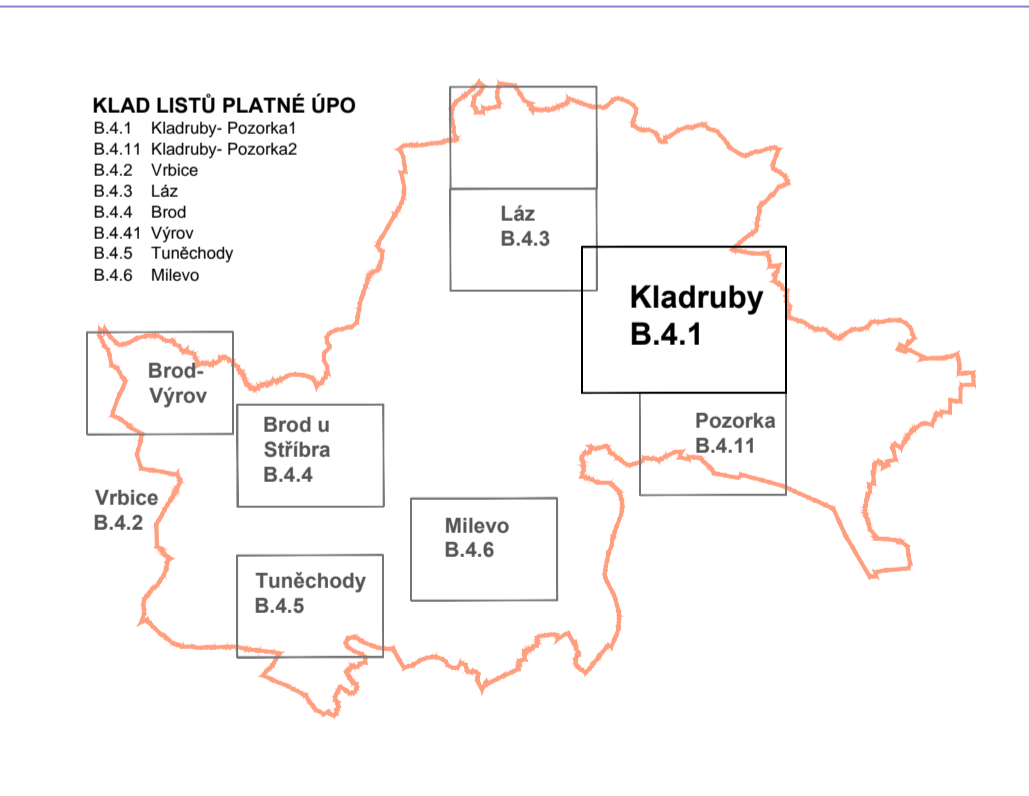 KLAD LISTŮ PLATNÉ ÚPO
B.4.1 Kladruby- Pozorka1
B.4.11 Kladruby- Pozorka2
B.4.2 Vrbice
B.4.3 Láz
B.4.4 Brod
B.4.41 Výrov
B.4.5 Tuněchody
B.4.6 Milevo
Láz
B.4.3
Kladruby
B.4.1
Brod-
Výrov
Brod u
Stříbra
B.4.4
Pozorka
B.4.11
Vrbice
B.4.2
Milevo
B.4.6
Tuněchody
B.4.5